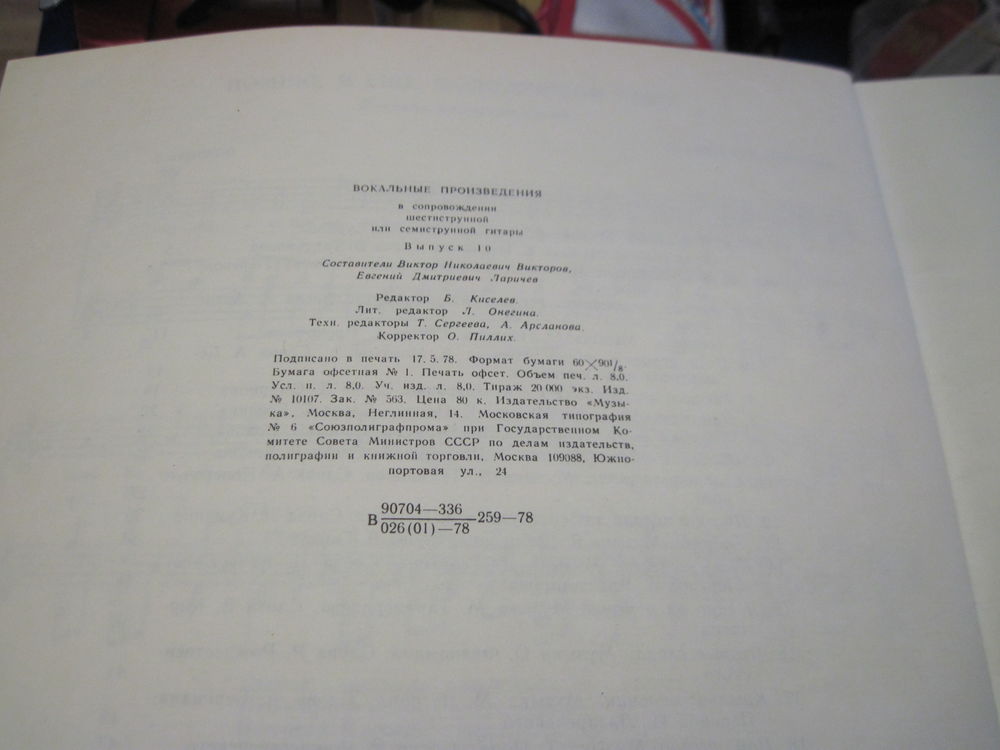 ВОКАЛЬНЫЕ ПРОИЗВЕДЕНИЯ
в сопровождении
шестиструнной
или семиструнной гитары
Выпуск 10
Составители Виктор Николаевич Викторов,
Евгений Дмитриевич Ларичев
Редактор Б. Киселев.
Лит. редактор Л. Онегина.
Техн. редакторы Т. Сергеева, А. Арсланова.
Корректор О. Пиллих.
Подписано в печать 17. 5. 78. Формат бумаги 60×90 1/8.
Бумага офсетная № 1. Печать офсет. Объем печ. л. 8,0.
Усл. п. л. 8,0. Уч. изд. л. 8,0. Тираж 20 000 экз. Изд.
№ 10107. Зак. № 563. Цена 80 к. Издательство «Музы-
ка», Москва, Неглинная, 14. Московская типография
№ 6 «Союзполиграфпрома» при Государственном Ко-
митете Совета Министров СССР по делам издательств,
полиграфии и книжной торговли, Москва 109088, Южно-
портовая ул., 24
90704—336
В 259—78
026(01)—78